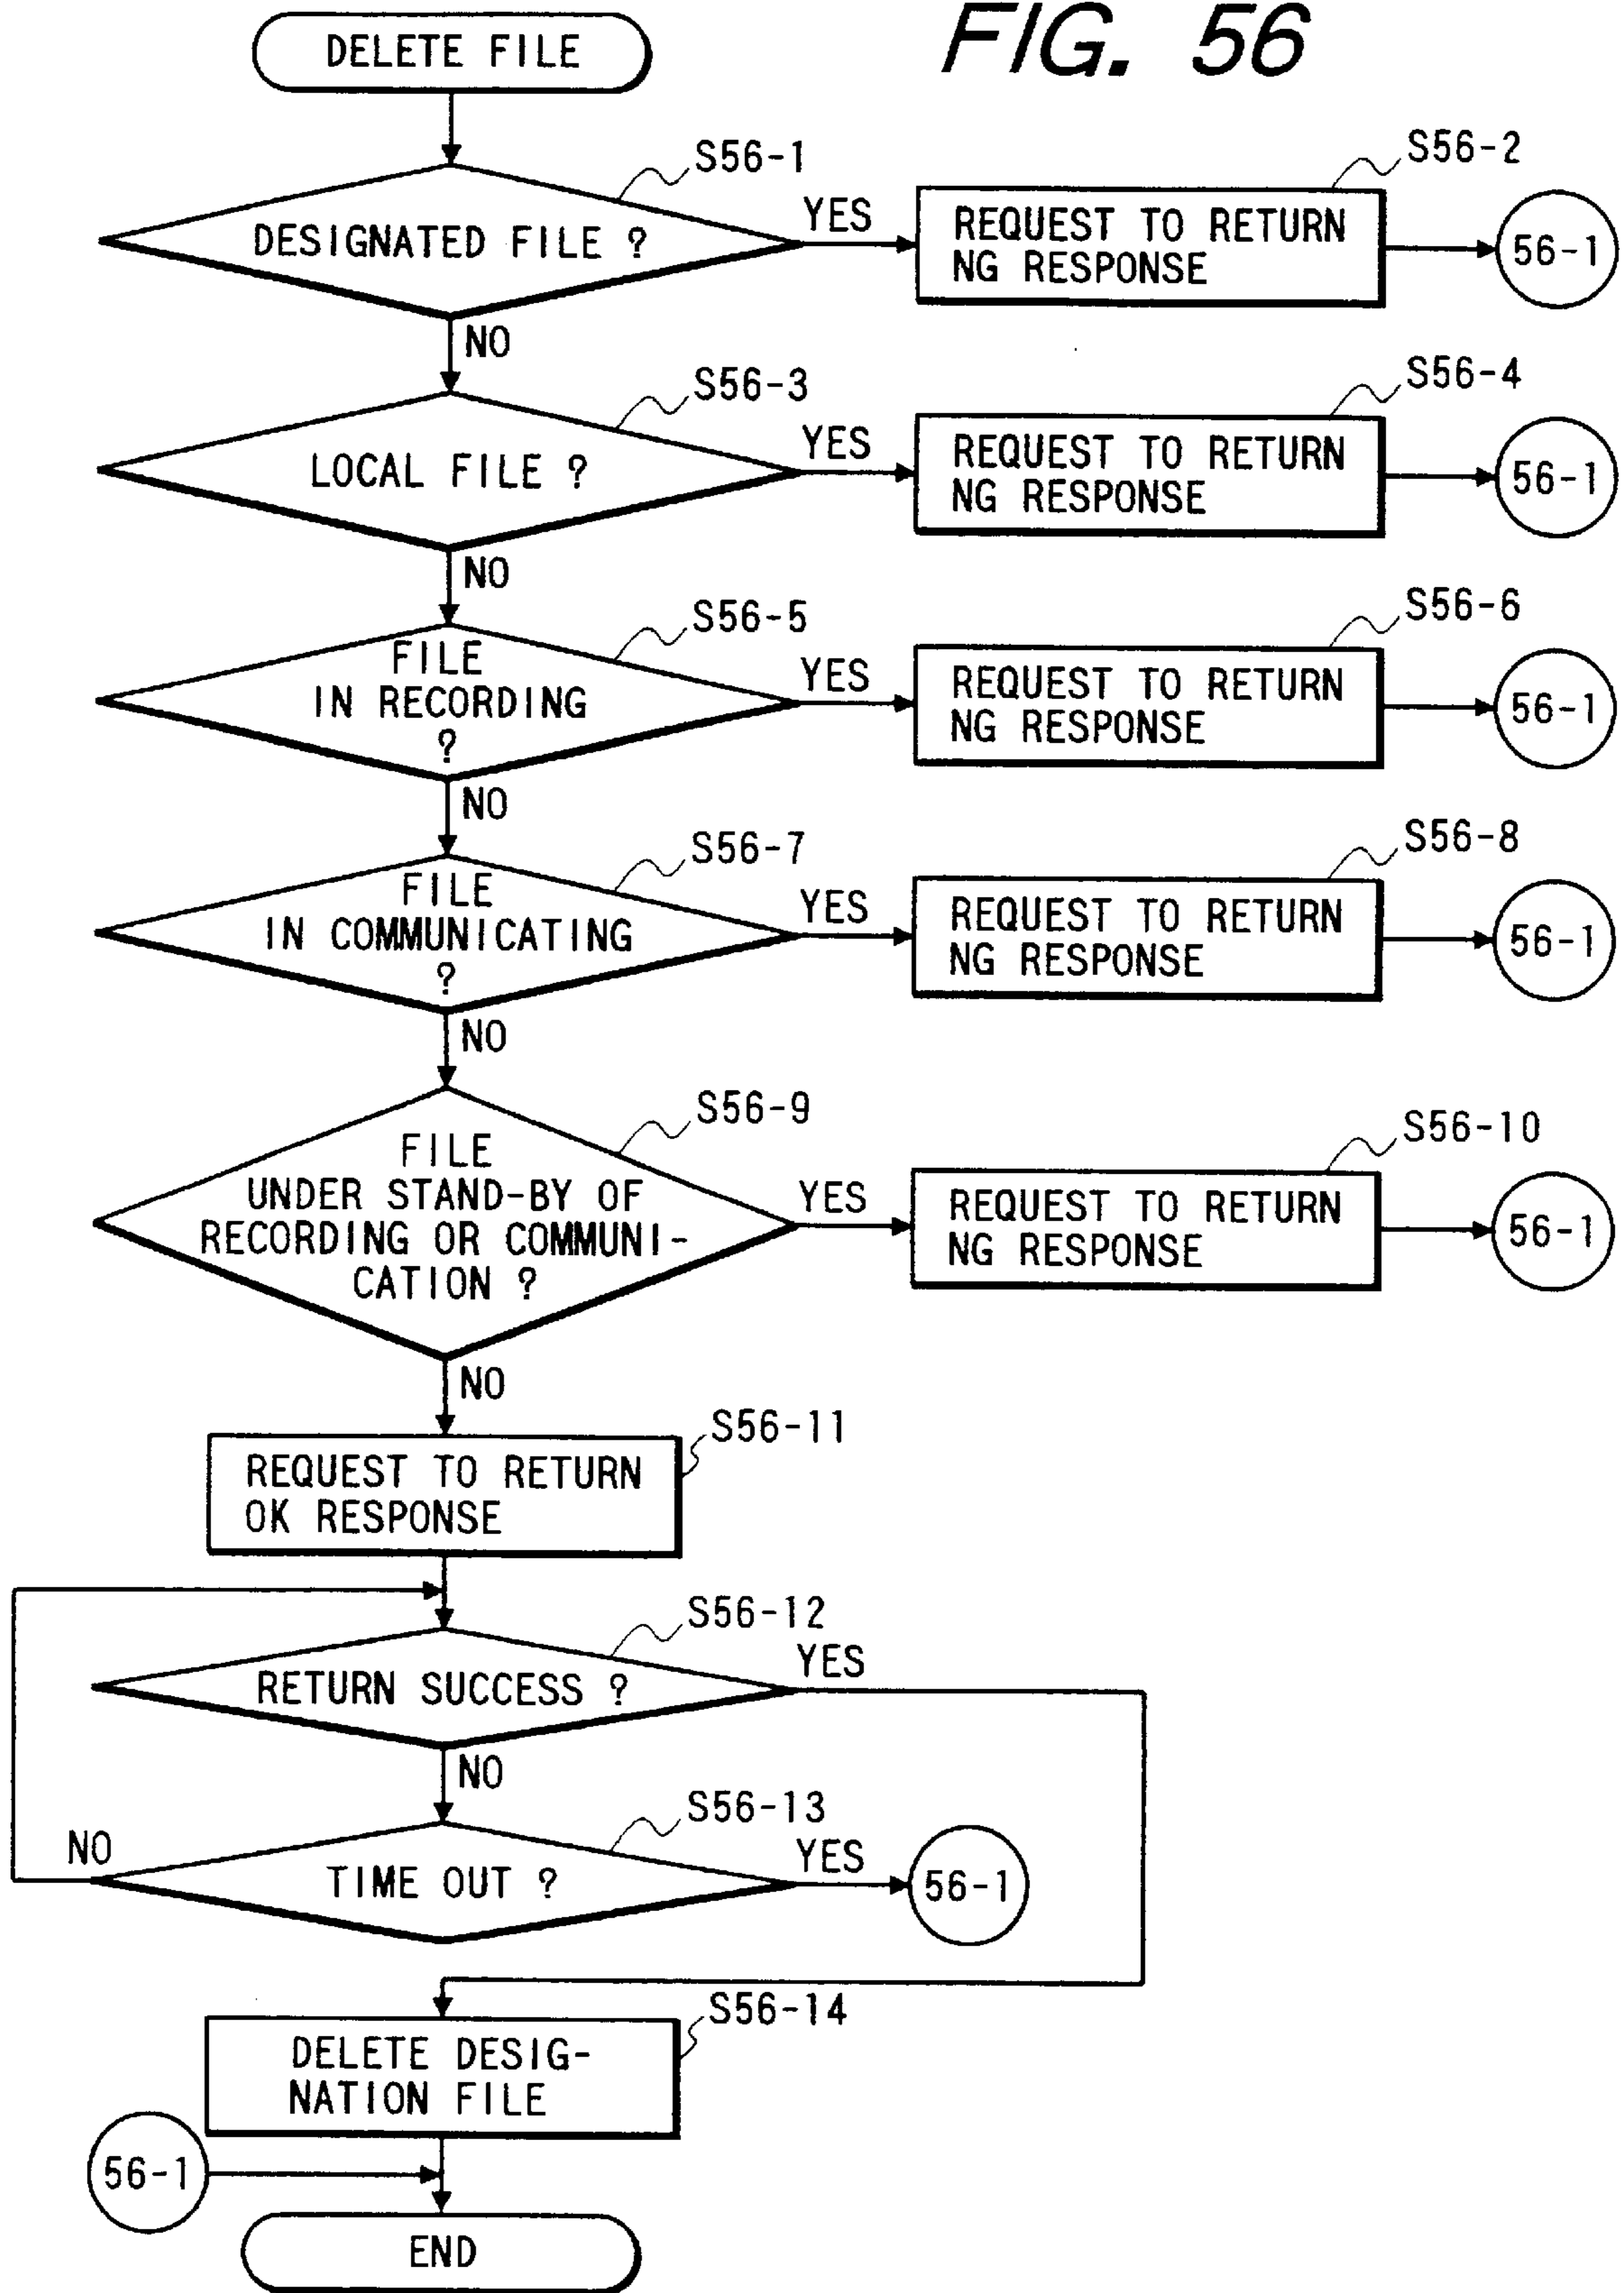 FIG. 56
DELETE FILE
S56-1
DESIGNATED FILE ?
YES
S56-2
REQUEST TO RETURN
NG RESPONSE
56-1
NO
S56-3
LOCAL FILE ?
YES
S56-4
REQUEST TO RETURN
NG RESPONSE
56-1
NO
S56-5
FILE
IN RECORDING
?
YES
S56-6
REQUEST TO RETURN
NG RESPONSE
56-1
NO
S56-7
FILE
IN COMMUNICATING
?
YES
S56-8
REQUEST TO RETURN
NG RESPONSE
56-1
NO
S56-9
FILE
UNDER STAND-BY OF
RECORDING OR COMMUNI-
CATION ?
YES
S56-10
REQUEST TO RETURN
NG RESPONSE
56-1
NO
S56-11
REQUEST TO RETURN
OK RESPONSE
S56-12
RETURN SUCCESS ?
YES
NO
S56-13
TIME OUT ?
NO
YES
56-1
S56-14
DELETE DESIG-
NATION FILE
56-1
END